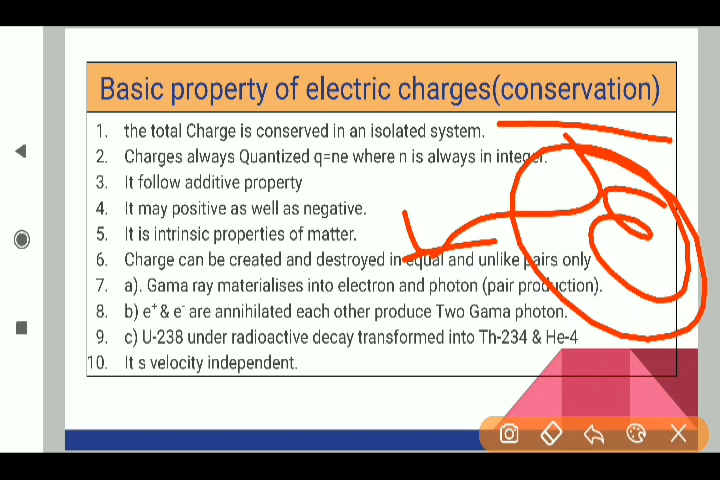 Basic property of electric charges(conservation)
1. the total Charge is conserved in an isolated system.
2. Charges always Quantized q=ne where n is always in integer.
3. It follow additive property
4. It may positive as well as negative.
5. It is intrinsic properties of matter.
6. Charge can be created and destroyed in equal and unlike pairs only
7. a). Gama ray materialises into electron and photon (pair production).
8. b) e⁺ & e⁻ are annihilated each other produce Two Gama photon.
9. c) U-238 under radioactive decay transformed into Th-234 & He-4
10. It s velocity independent.